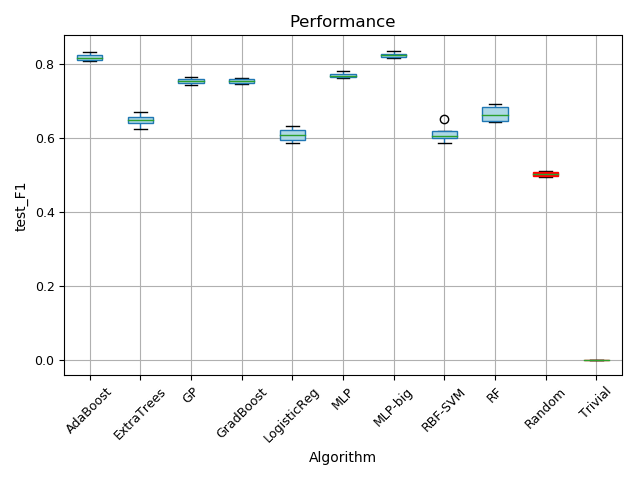 Performance
test_F1
0.8
0.6
0.4
0.2
0.0
AdaBoost
ExtraTrees
GP
GradBoost
LogisticReg
MLP
MLP-big
RBF-SVM
RF
Random
Trivial
Algorithm